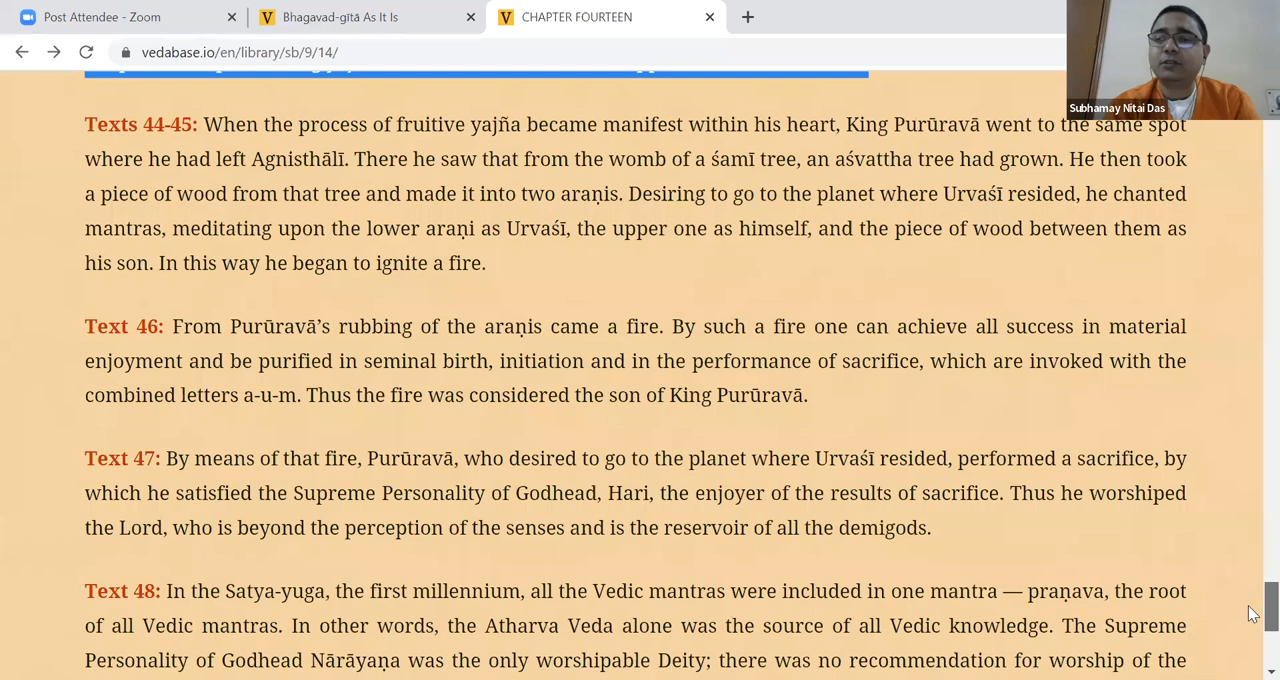 Post Attendee - Zoom
Bhagavad-gītā As It Is
CHAPTER FOURTEEN
vedabase.io/en/library/sb/9/14/
Subhamay Nitai Das
Texts 44-45: When the process of fruitive yajña became manifest within his heart, King Purūravā went to the same spot
where he had left Agnisthālī. There he saw that from the womb of a śamī tree, an aśvattha tree had grown. He then took
a piece of wood from that tree and made it into two araṇis. Desiring to go to the planet where Urvaśī resided, he chanted
mantras, meditating upon the lower araṇi as Urvaśī, the upper one as himself, and the piece of wood between them as
his son. In this way he began to ignite a fire.
Text 46: From Purūravā’s rubbing of the araṇis came a fire. By such a fire one can achieve all success in material
enjoyment and be purified in seminal birth, initiation and in the performance of sacrifice, which are invoked with the
combined letters a-u-m. Thus the fire was considered the son of King Purūravā.
Text 47: By means of that fire, Purūravā, who desired to go to the planet where Urvaśī resided, performed a sacrifice, by
which he satisfied the Supreme Personality of Godhead, Hari, the enjoyer of the results of sacrifice. Thus he worshiped
the Lord, who is beyond the perception of the senses and is the reservoir of all the demigods.
Text 48: In the Satya-yuga, the first millennium, all the Vedic mantras were included in one mantra — praṇava, the root
of all Vedic mantras. In other words, the Atharva Veda alone was the source of all Vedic knowledge. The Supreme
Personality of Godhead Nārāyaṇa was the only worshipable Deity; there was no recommendation for worship of the